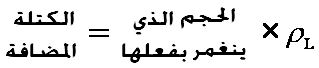 الكتلة المضافة = الحجم الذي ينغمر بفعلها × ρL